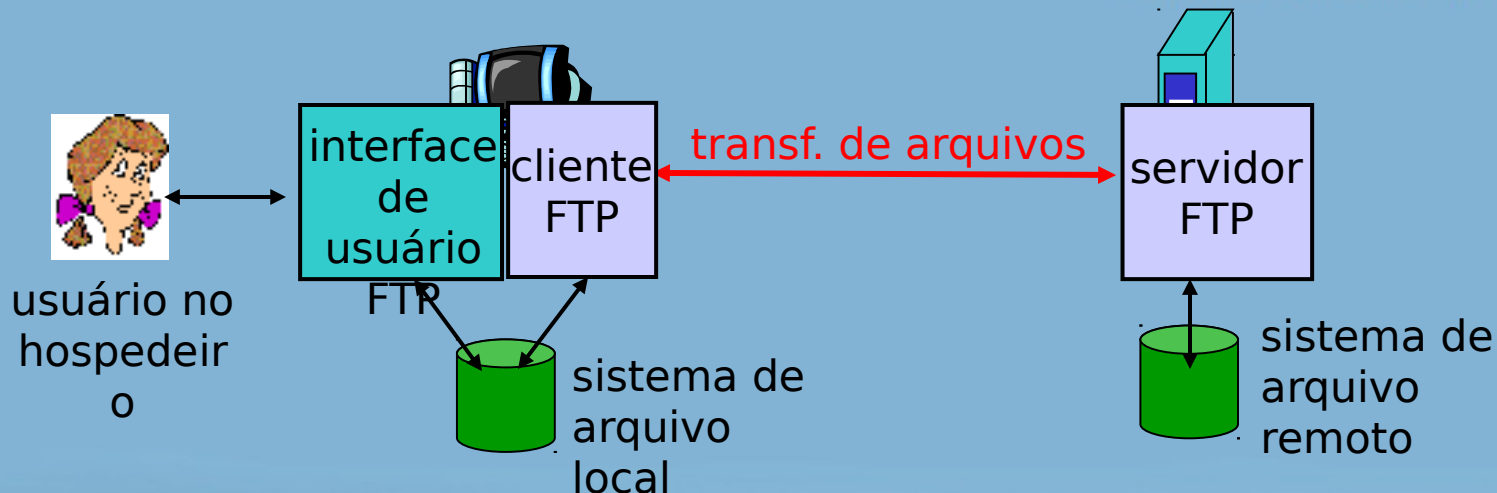 usuário no
hospedeir
o
interface
de
usuário
FTP
cliente
FTP
transf. de arquivos
servidor
FTP
sistema de
arquivo
local
sistema de
arquivo
remoto